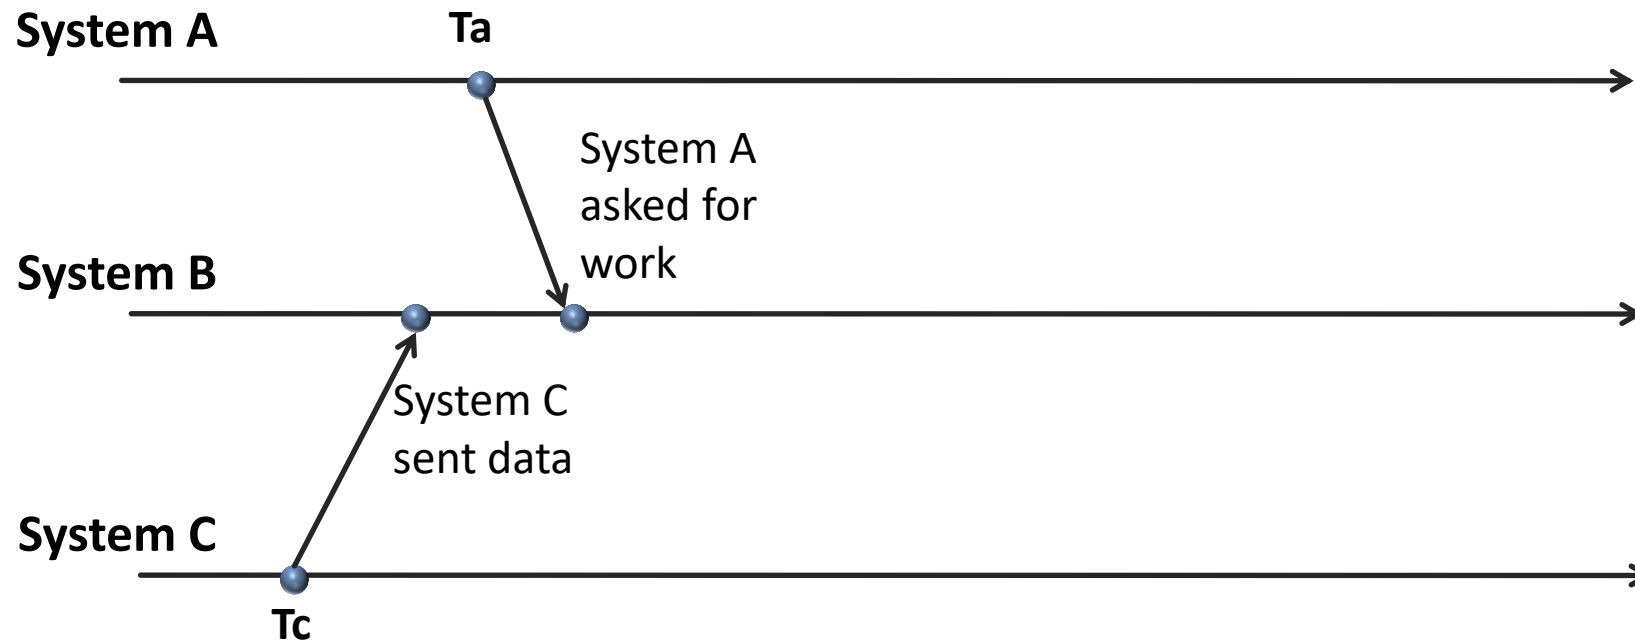 System A
Ta
System A
asked for
work
System B
System C
sent data
System C
Tc